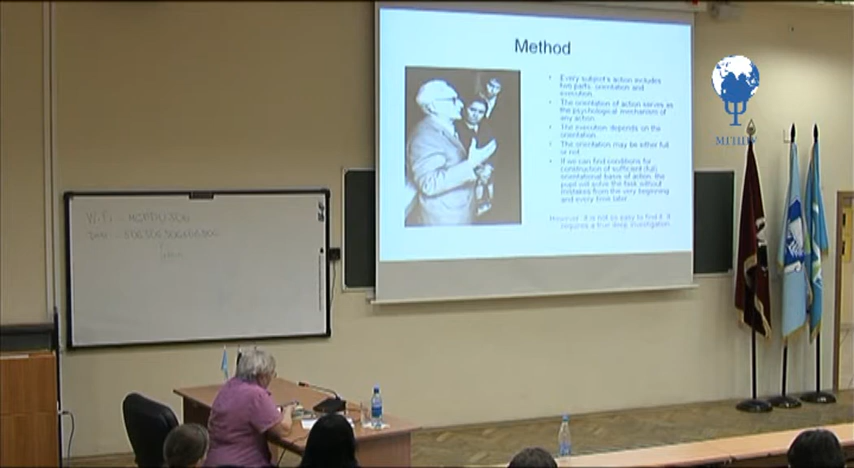 Method
• Every subject's action includes
two parts: orientation and
execution.
• The orientation of action serves as
the psychological mechanism of
any action.
• The execution depends on the
orientation.
• The orientation may be either full
or not.
• If we can find conditions for
construction of sufficient (full)
orientational basis of action, the
pupil will solve the task without
mistakes from the very beginning
and every time later.
However, it is not so easy to find it. It
requires a true deep investigation.
МГППУ
Wi-Fi -